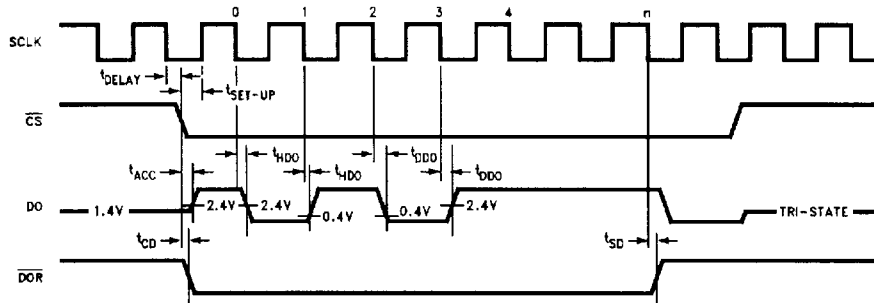 0 1 2 3 4 n
SCLK
tDELAY
tSET-UP
CS
tACC tHDO tHDO tDDO tDDO
DO 1.4V 2.4V 2.4V 0.4V 0.4V 2.4V TRI-STATE
tCD tSD
DOR